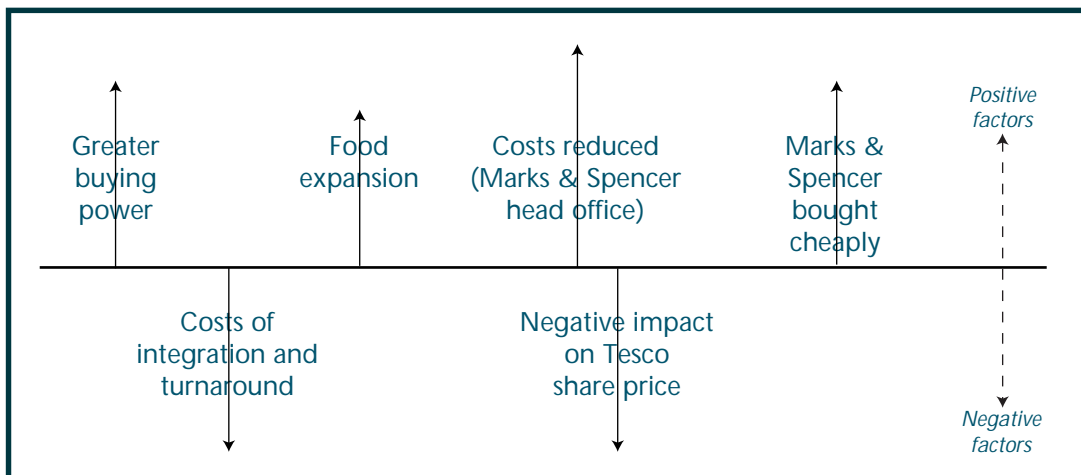 Greater
buying
power
Food
expansion
Costs reduced
(Marks & Spencer
head office)
Marks &
Spencer
bought
cheaply
Positive
factors
Costs of
integration and
turnaround
Negative impact
on Tesco
share price
Negative
factors